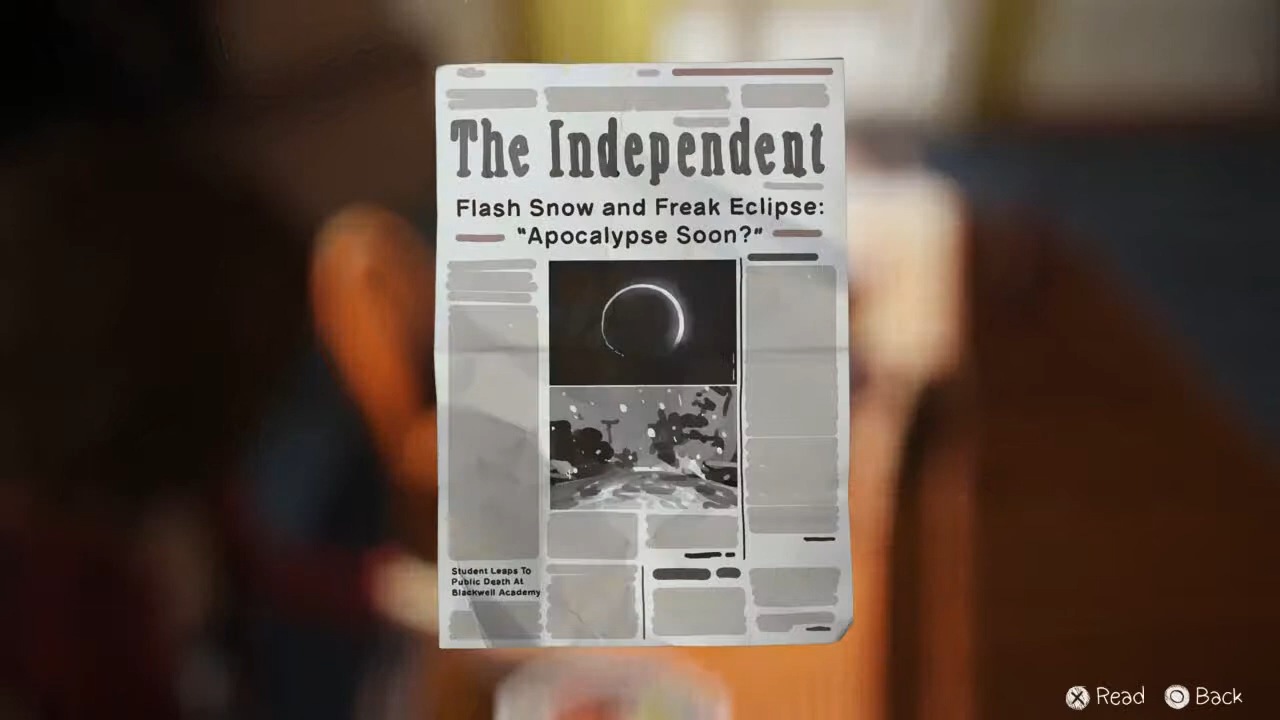 The Independent
Flash Snow and Freak Eclipse:
"Apocalypse Soon?"
Student Leaps To
Public Death At
Blackwell Academy
Read Back